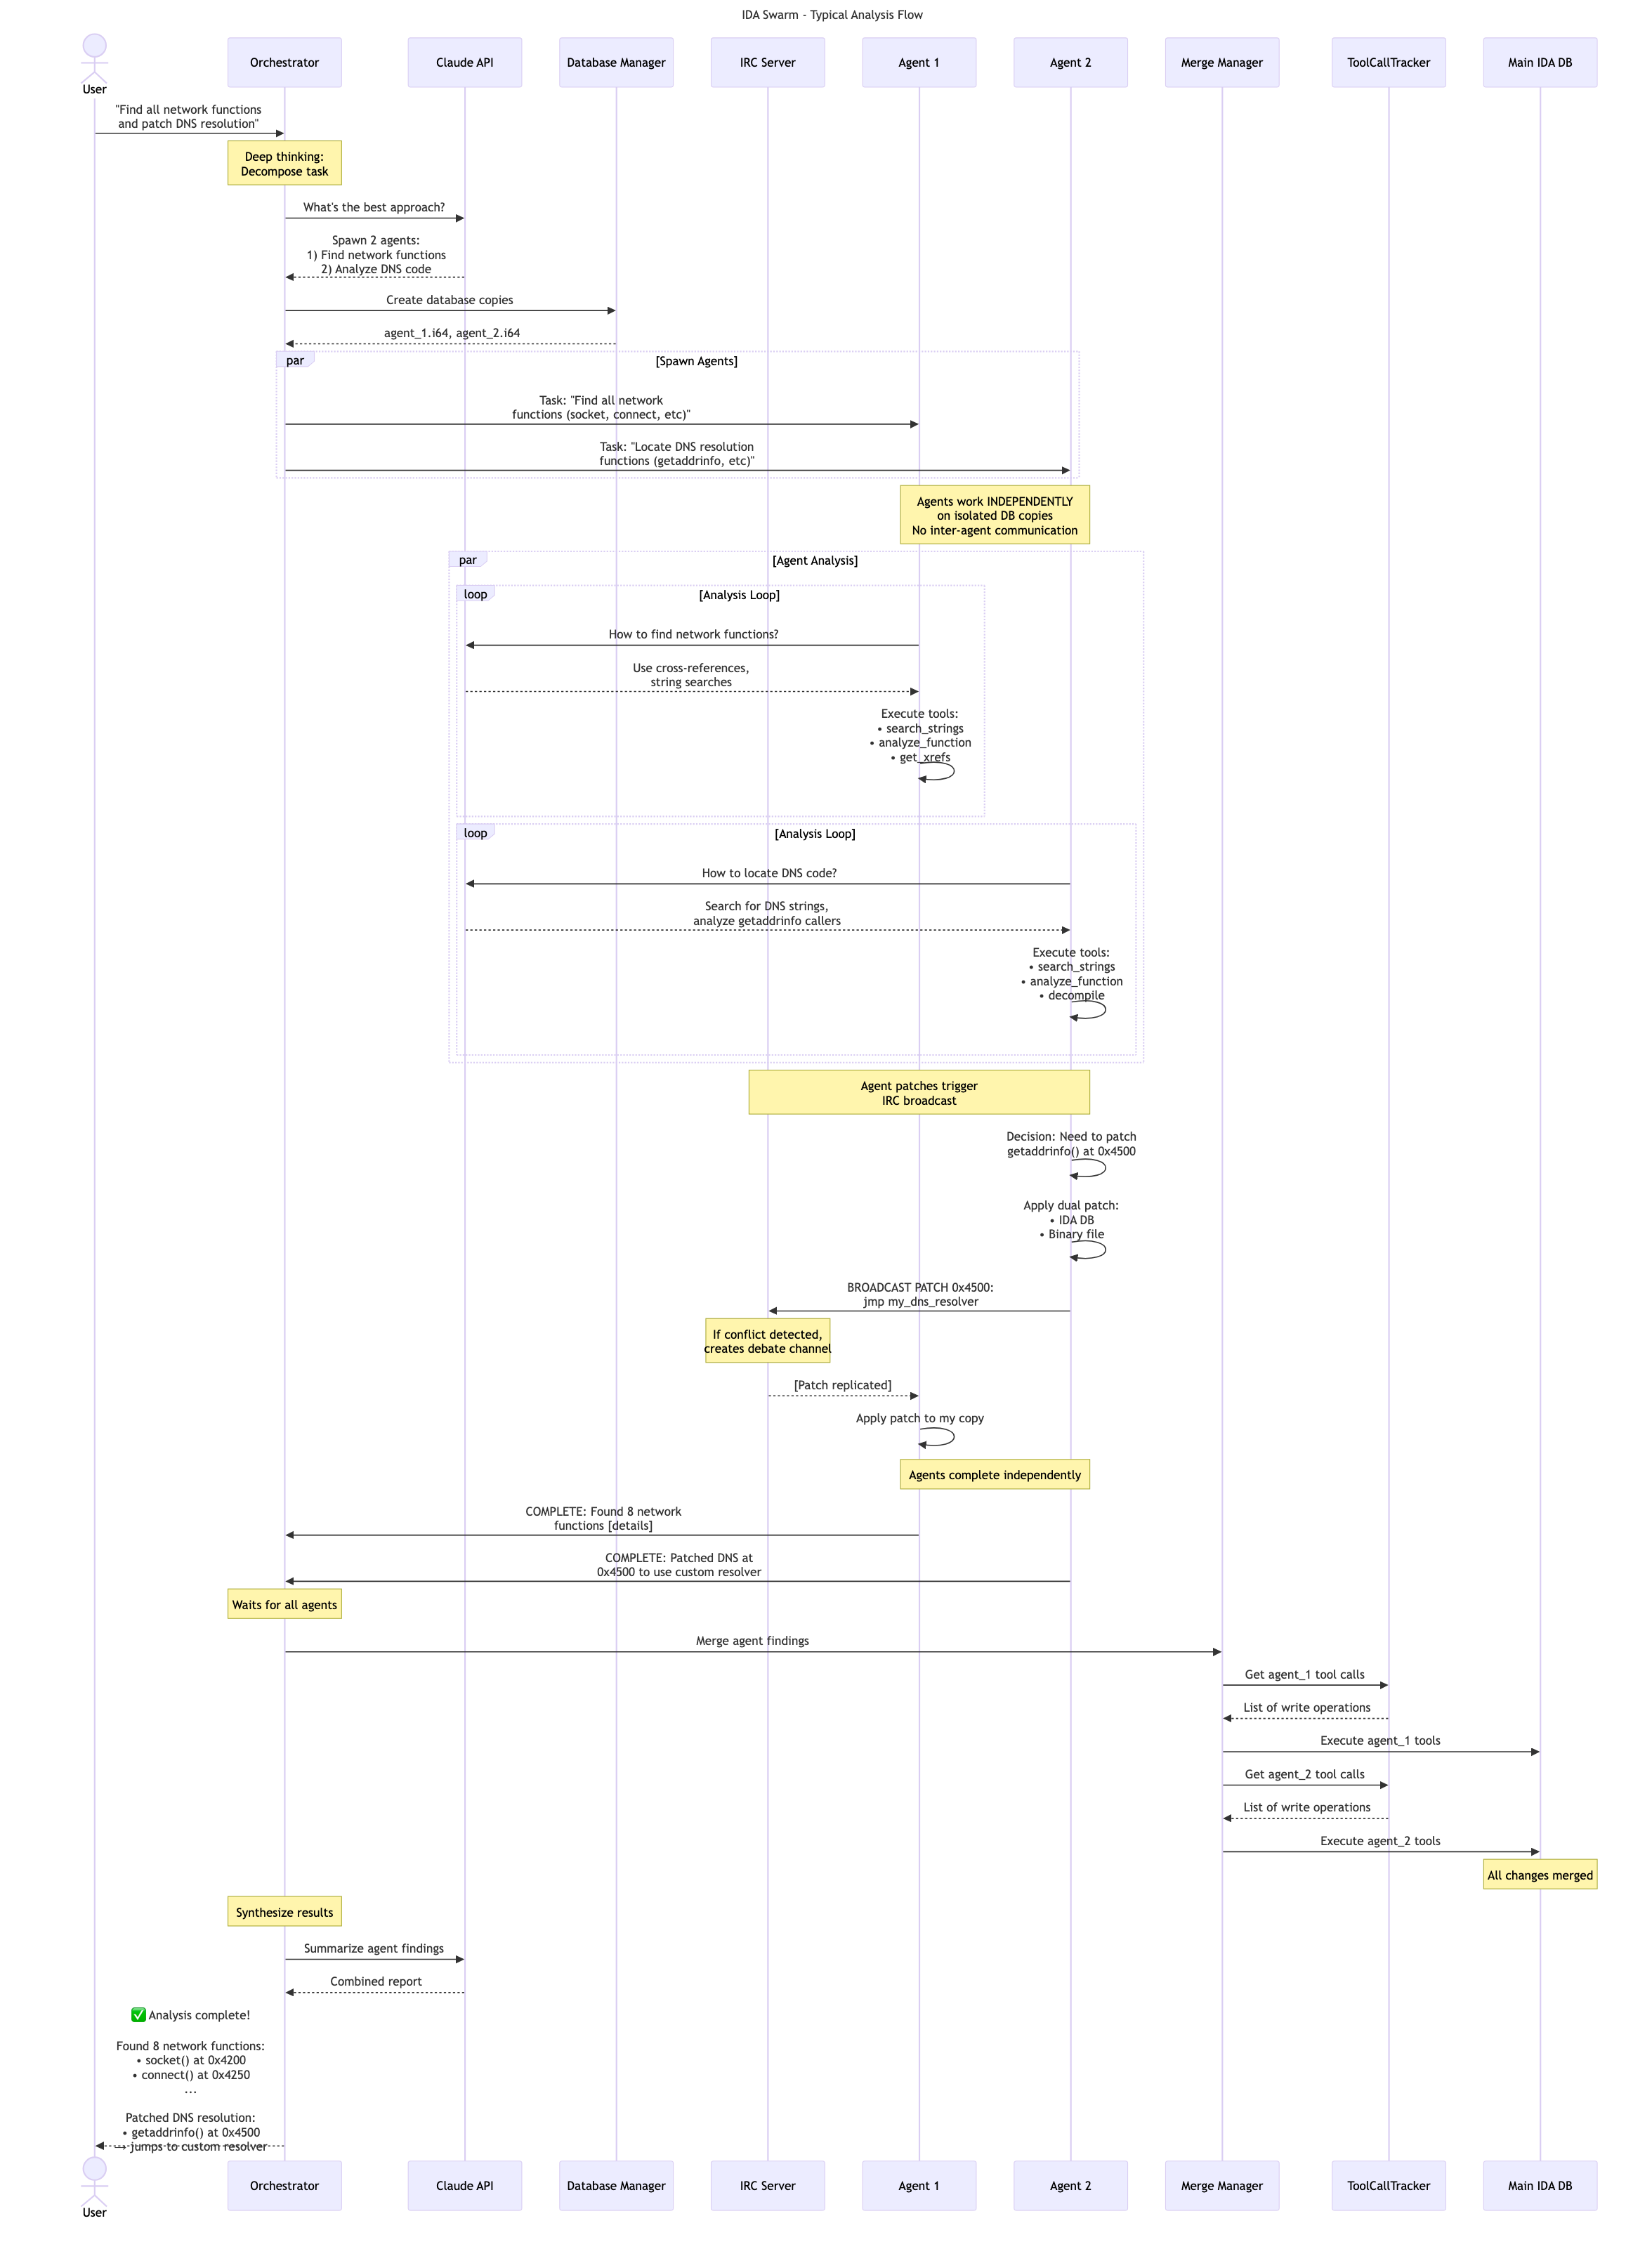 IDA Swarm - Typical Analysis Flow
User
Orchestrator
Claude API
Database Manager
IRC Server
Agent 1
Agent 2
Merge Manager
ToolCallTracker
Main IDA DB
"Find all network functions
and patch DNS resolution"
Deep thinking:
Decompose task
What's the best approach?
Spawn 2 agents:
1) Find network functions
2) Analyze DNS code
Create database copies
agent_1.i64, agent_2.i64
par
[Spawn Agents]
Task: "Find all network
functions (socket, connect, etc)"
Task: "Locate DNS resolution
functions (getaddrinfo, etc)"
Agents work INDEPENDENTLY
on isolated DB copies
No inter-agent communication
par
[Agent Analysis]
loop
[Analysis Loop]
How to find network functions?
Use cross-references,
string searches
Execute tools:
• search_strings
• analyze_function
• get_xrefs
loop
[Analysis Loop]
How to locate DNS code?
Search for DNS strings,
analyze getaddrinfo callers
Execute tools:
• search_strings
• analyze_function
• decompile
Agent patches trigger
IRC broadcast
Decision: Need to patch
getaddrinfo() at 0x4500
Apply dual patch:
• IDA DB
• Binary file
BROADCAST PATCH 0x4500:
jmp my_dns_resolver
If conflict detected,
creates debate channel
[Patch replicated]
Apply patch to my copy
Agents complete independently
COMPLETE: Found 8 network
functions [details]
COMPLETE: Patched DNS at
0x4500 to use custom resolver
Waits for all agents
Merge agent findings
Get agent_1 tool calls
List of write operations
Execute agent_1 tools
Get agent_2 tool calls
List of write operations
Execute agent_2 tools
All changes merged
Synthesize results
Summarize agent findings
Combined report
✅ Analysis complete!
Found 8 network functions:
• socket() at 0x4200
• connect() at 0x4250
...
Patched DNS resolution:
• getaddrinfo() at 0x4500
→ jumps to custom resolver
User
Orchestrator
Claude API
Database Manager
IRC Server
Agent 1
Agent 2
Merge Manager
ToolCallTracker
Main IDA DB